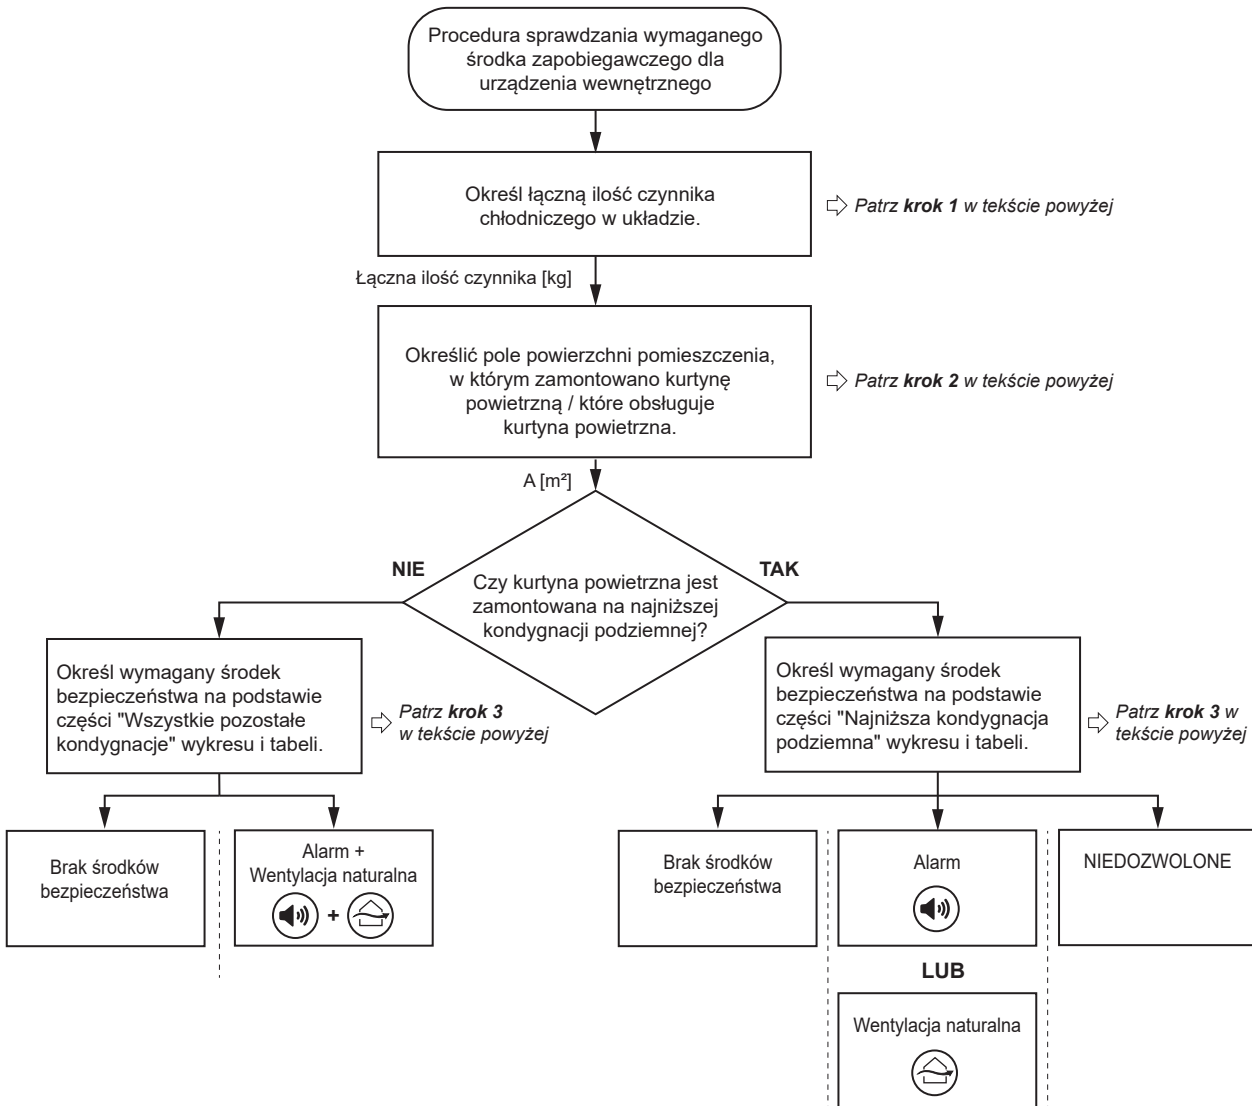 Procedura sprawdzania wymaganego
środka zapobiegawczego dla
urządzenia wewnętrznego
Określ łączną ilość czynnika
chłodniczego w układzie.
Patrz krok 1 w tekście powyżej
Łączna ilość czynnika [kg]
Określić pole powierzchni pomieszczenia,
w którym zamontowano kurtynę
powietrzną / które obsługuje
kurtyna powietrzna.
Patrz krok 2 w tekście powyżej
A [m²]
NIE
TAK
Czy kurtyna powietrzna jest
zamontowana na najniższej
kondygnacji podziemnej?
Określ wymagany środek
bezpieczeństwa na podstawie
części "Wszystkie pozostałe
kondygnacje" wykresu i tabeli.
Patrz krok 3
w tekście powyżej
Określ wymagany środek
bezpieczeństwa na podstawie
części "Najniższa kondygnacja
podziemna" wykresu i tabeli.
Patrz krok 3 w
tekście powyżej
Brak środków
bezpieczeństwa
Alarm +
Wentylacja naturalna
+
Brak środków
bezpieczeństwa
Alarm
NIEDOZWOLONE
LUB
Wentylacja naturalna